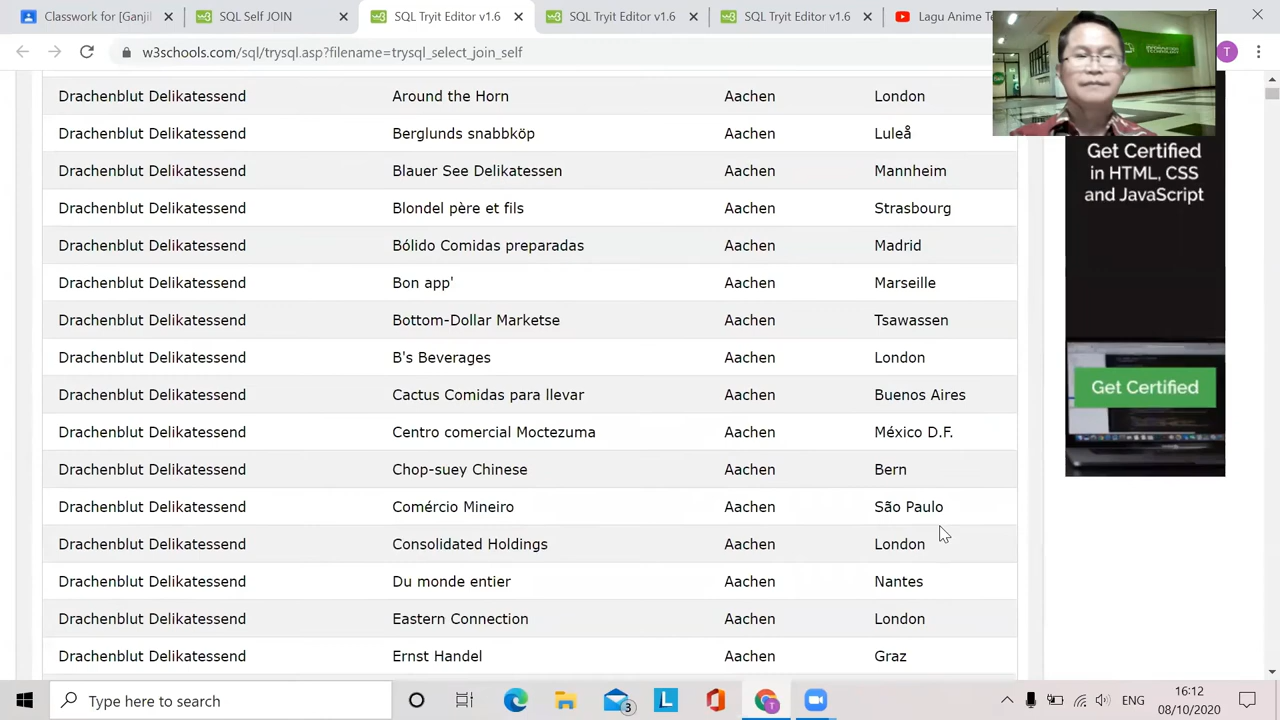 Classwork for [Ganjil
SQL Self JOIN
SQL Tryit Editor v1.6
SQL Tryit Editor v1.6
SQL Tryit Editor v1.6
Lagu Anime Te
w3schools.com/sql/trysql.asp?filename=trysql_select_join_self
T
TECHNOLOGY
Drachenblut Delikatessend Around the Horn Aachen London
Drachenblut Delikatessend Berglunds snabbköp Aachen Luleå
Drachenblut Delikatessend Blauer See Delikatessen Aachen Mannheim
Drachenblut Delikatessend Blondel père et fils Aachen Strasbourg
Drachenblut Delikatessend Bólido Comidas preparadas Aachen Madrid
Drachenblut Delikatessend Bon app' Aachen Marseille
Drachenblut Delikatessend Bottom-Dollar Marketse Aachen Tsawassen
Drachenblut Delikatessend B's Beverages Aachen London
Drachenblut Delikatessend Cactus Comidas para llevar Aachen Buenos Aires
Drachenblut Delikatessend Centro comercial Moctezuma Aachen México D.F.
Drachenblut Delikatessend Chop-suey Chinese Aachen Bern
Drachenblut Delikatessend Comércio Mineiro Aachen São Paulo
Drachenblut Delikatessend Consolidated Holdings Aachen London
Drachenblut Delikatessend Du monde entier Aachen Nantes
Drachenblut Delikatessend Eastern Connection Aachen London
Drachenblut Delikatessend Ernst Handel Aachen Graz
Get Certified
in HTML, CSS
and JavaScript
Get Certified
Type here to search
3
L
T
ENG
16:12
08/10/2020